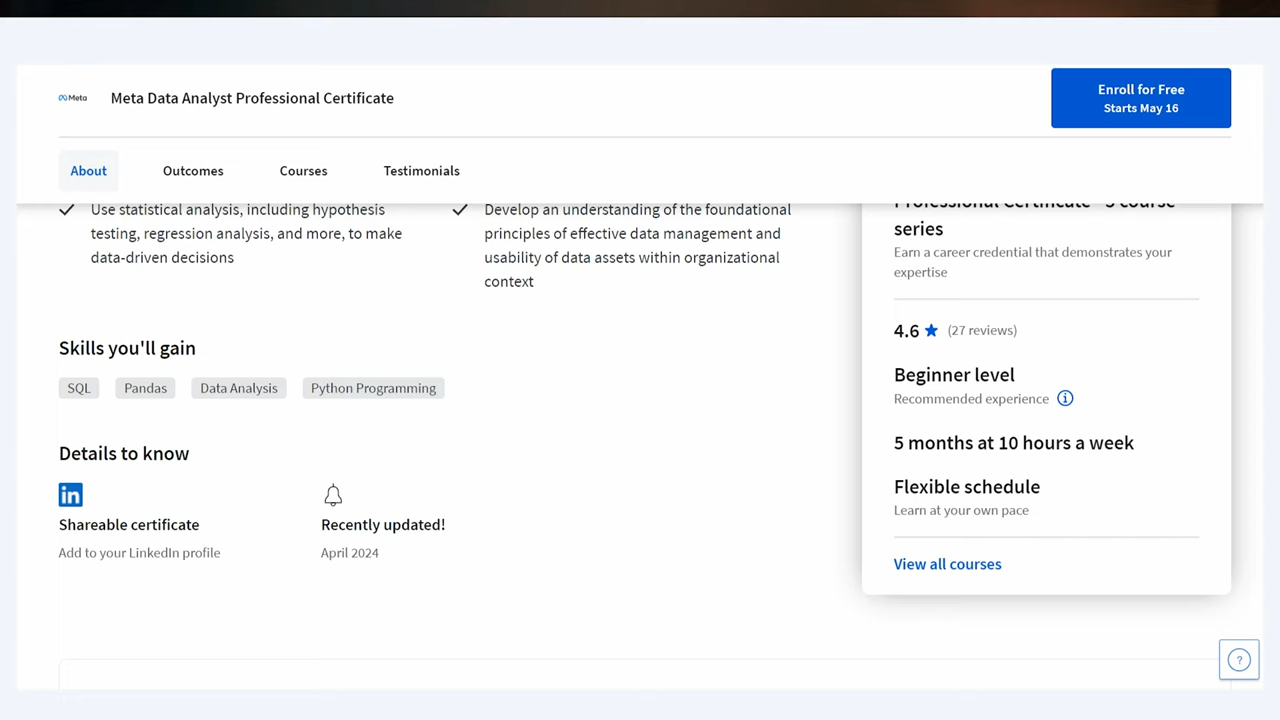 Meta
Meta Data Analyst Professional Certificate
Enroll for Free
Starts May 16
About
Outcomes
Courses
Testimonials
Use statistical analysis, including hypothesis
testing, regression analysis, and more, to make
data-driven decisions
Develop an understanding of the foundational
principles of effective data management and
usability of data assets within organizational
context
Skills you'll gain
SQL
Pandas
Data Analysis
Python Programming
Details to know
in
Shareable certificate
Add to your LinkedIn profile
Recently updated!
April 2024
Professional Certificate - 5 course
series
Earn a career credential that demonstrates your
expertise
4.6 ★ (27 reviews)
Beginner level
Recommended experience
5 months at 10 hours a week
Flexible schedule
Learn at your own pace
View all courses
?